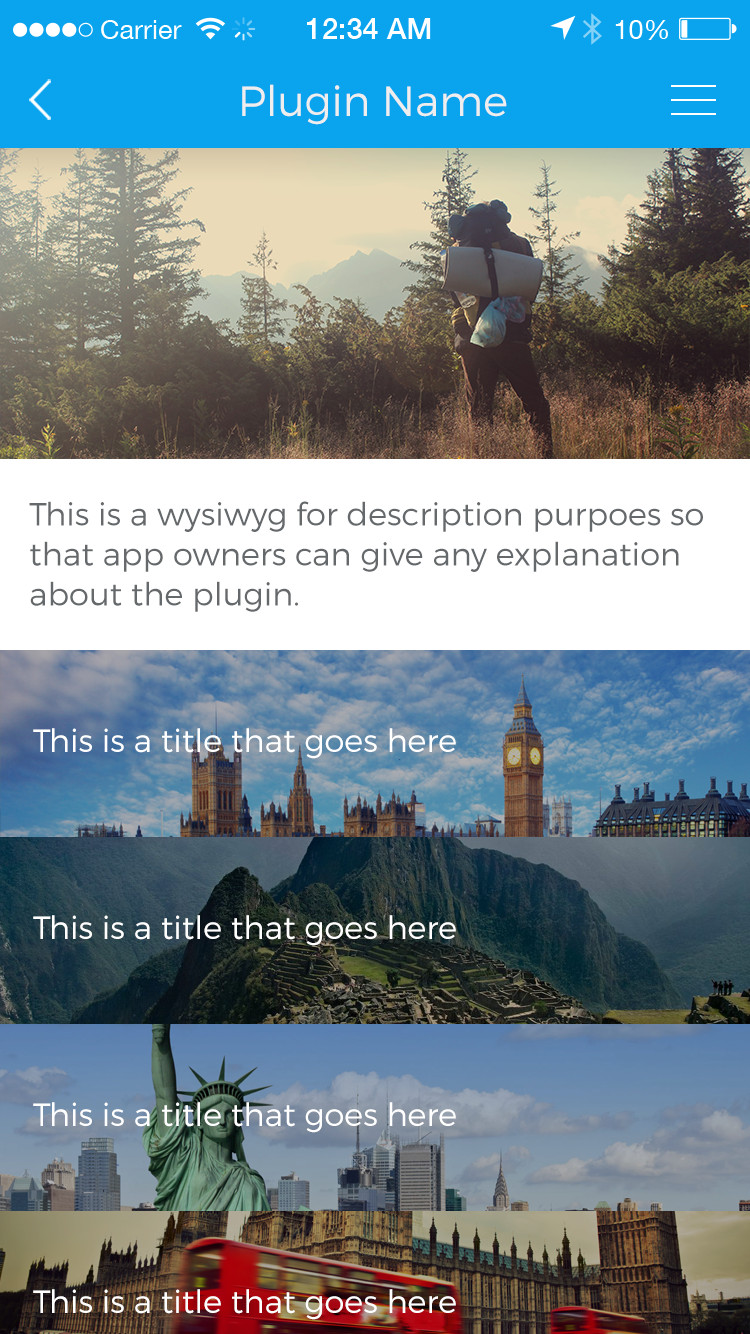 Carrier 12:34 AM 10%
Plugin Name
This is a wysiwyg for description purpoes so
that app owners can give any explanation
about the plugin.
This is a title that goes here
This is a title that goes here
This is a title that goes here
This is a title that goes here